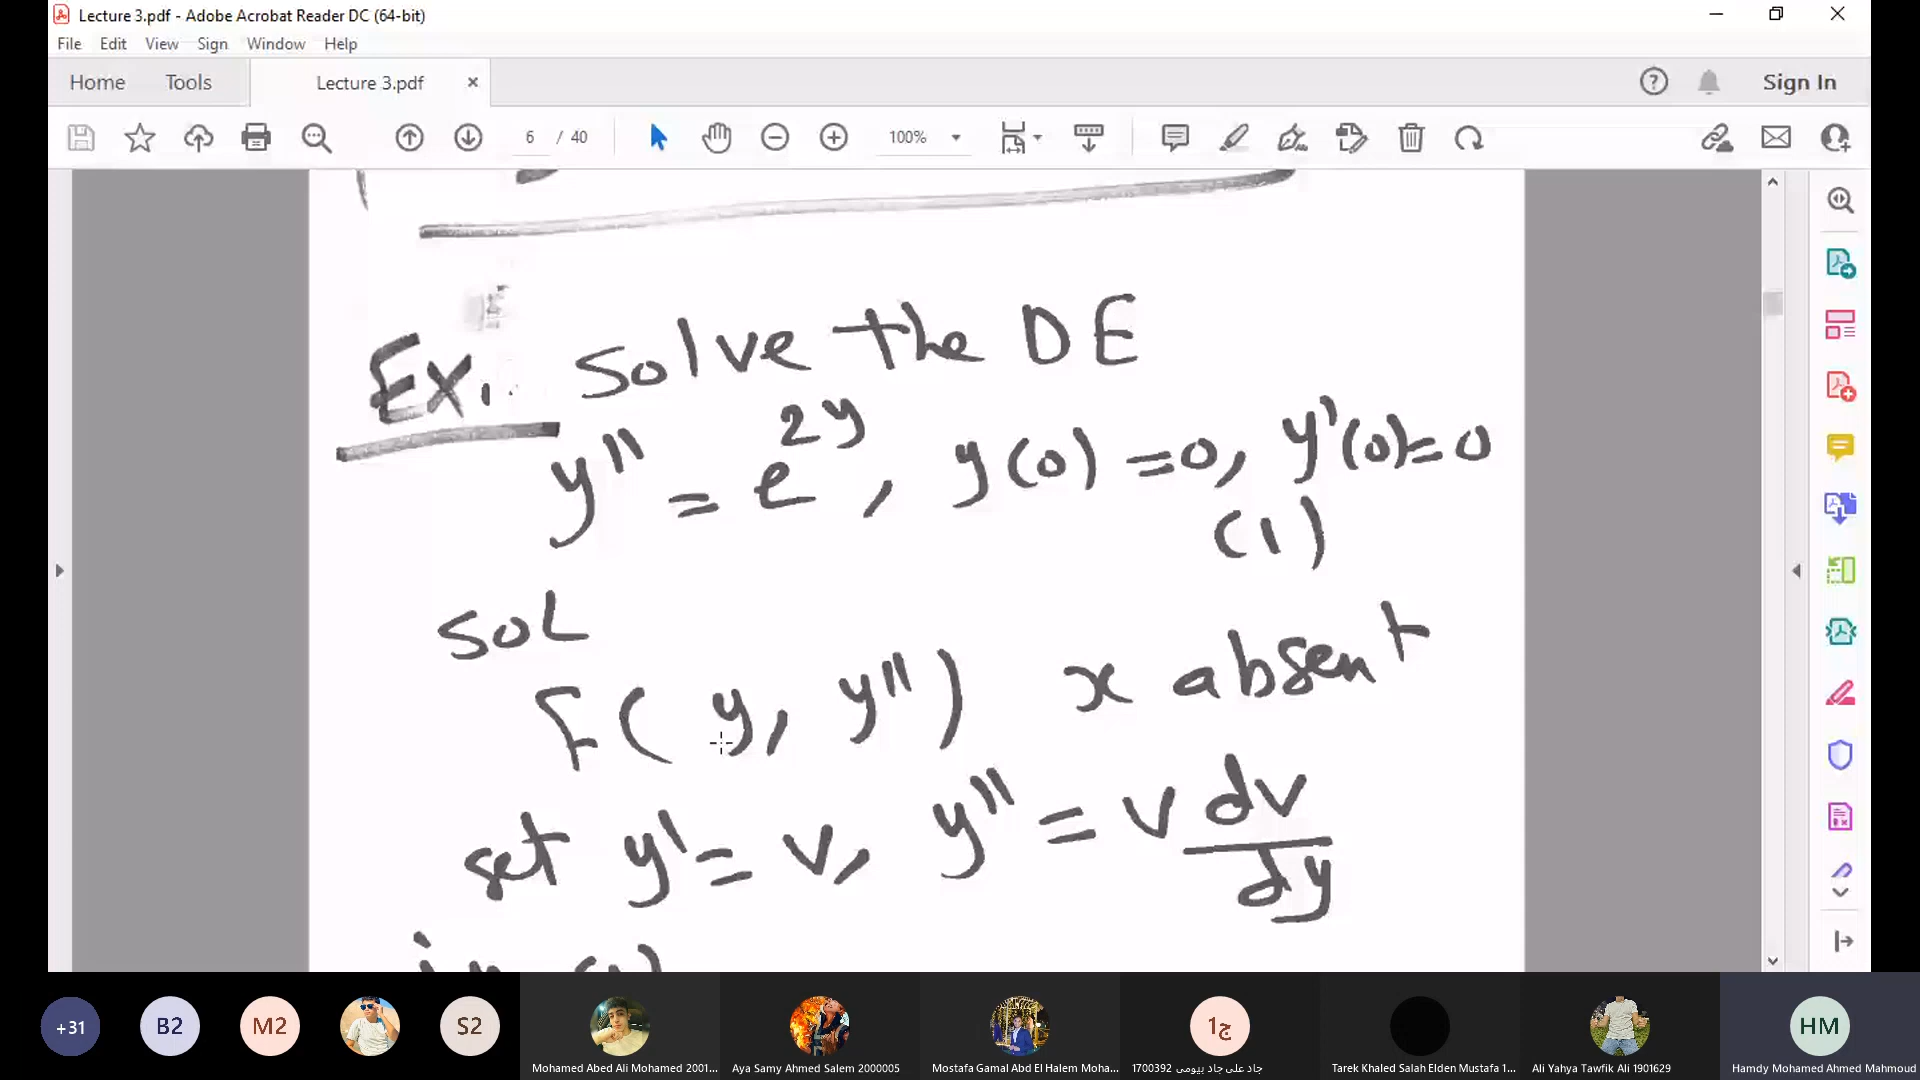 Lecture 3.pdf - Adobe Acrobat Reader DC (64-bit)
File Edit View Sign Window Help
Home Tools Lecture 3.pdf Sign In
6 / 40 100%
Ex. Solve the DE
y'' = e^{2y}, y(0) = 0, y'(0) = 0
(1)
SOL
F(y, y'') x absent
set y' = v, y'' = v dv/dy
+31 B2 M2 S2 ج1 HM
Mohamed Abed Ali Mohamed 2001... Aya Samy Ahmed Salem 2000005 Mostafa Gamal Abd El Halem Moha... جاد على جاد بيومى 1700392 Tarek Khaled Salah Elden Mustafa 1... Ali Yahya Tawfik Ali 1901629 Hamdy Mohamed Ahmed Mahmoud